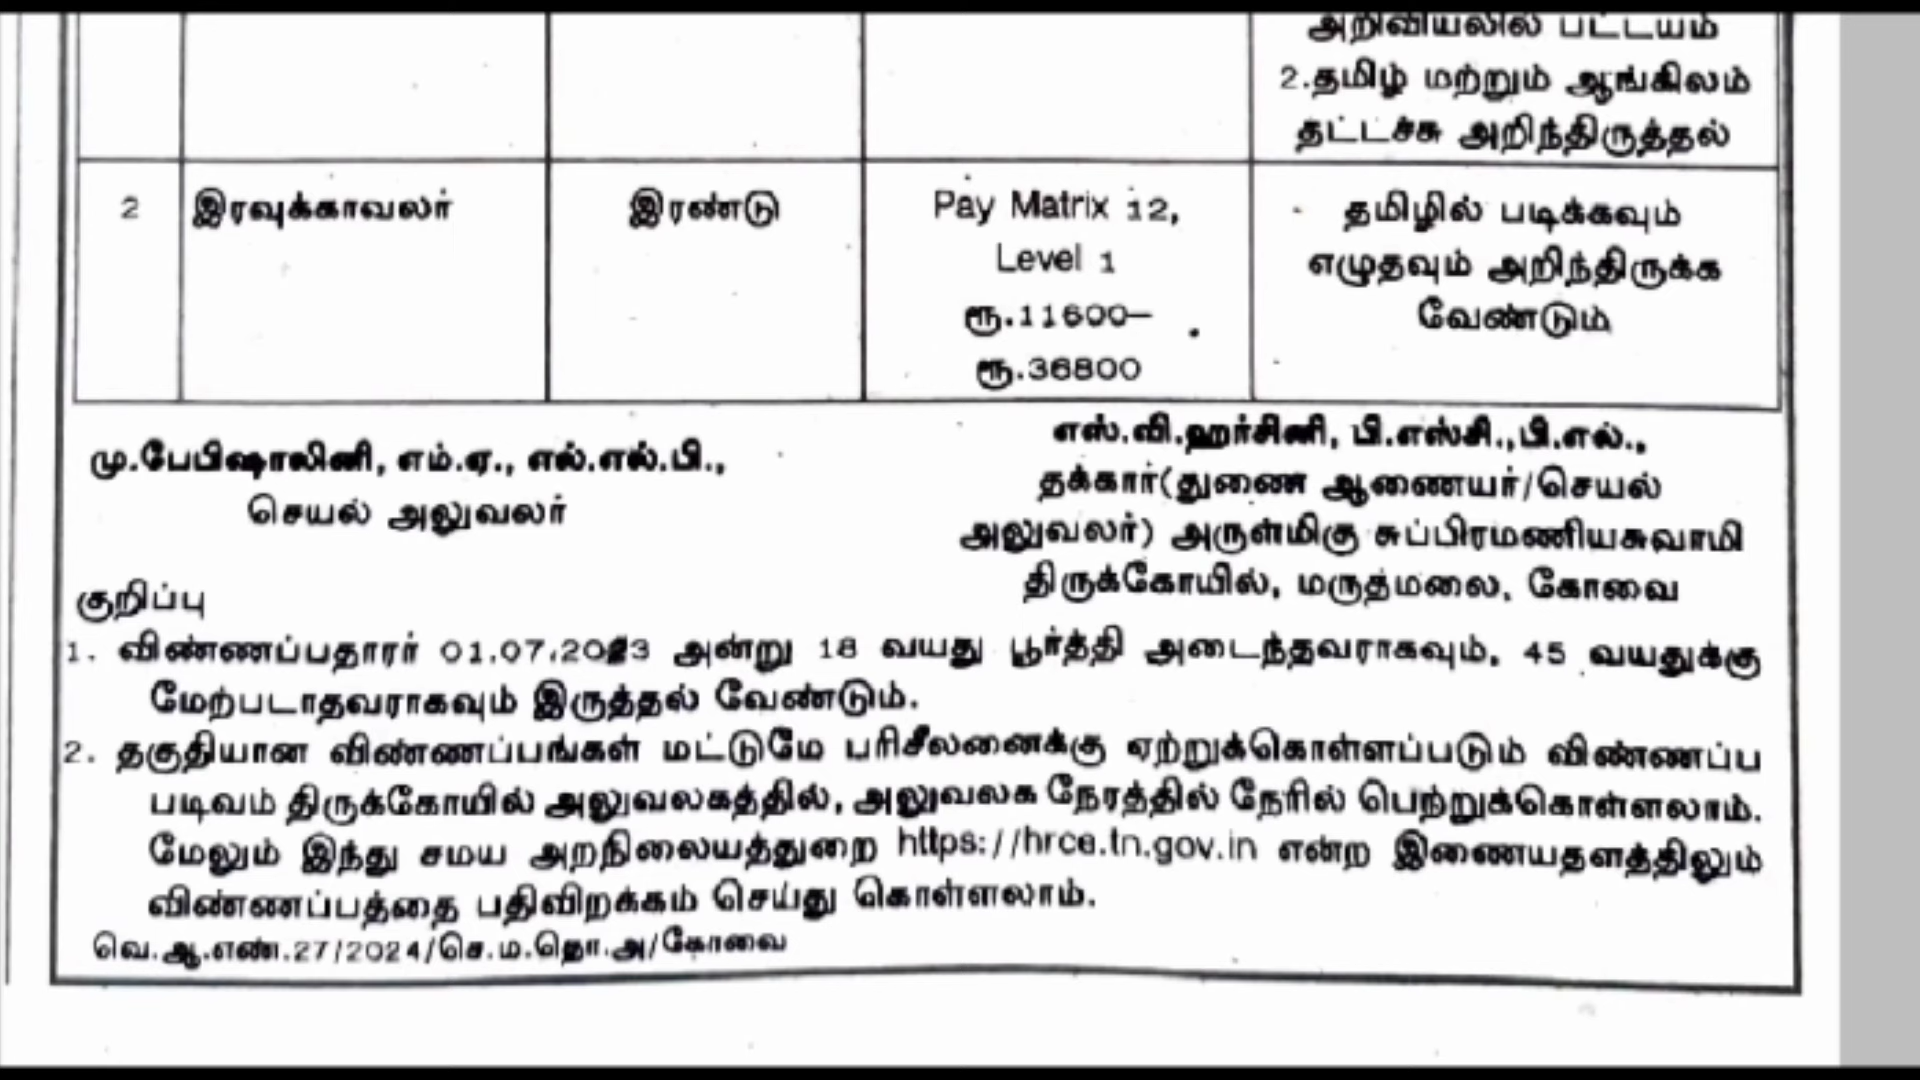 அறிவியலில் பட்டயம்
2.தமிழ் மற்றும் ஆங்கிலம்
தட்டச்சு அறிந்திருத்தல்
2
இரவுக்காவலர்
இரண்டு
Pay Matrix 12,
Level 1
ரூ.11600–
ரூ.36800
தமிழில் படிக்கவும்
எழுதவும் அறிந்திருக்க
வேண்டும்
மு.பேபிஷாலினி, எம்.ஏ., எல்.எல்.பி.,
செயல் அலுவலர்
எஸ்.வி.ஹர்சினி, பி.எஸ்சி.,பி.எல்.,
தக்கார்(துணை ஆணையர்/செயல்
அலுவலர்) அருள்மிகு சுப்பிரமணியசுவாமி
திருக்கோயில், மருதமலை, கோவை
குறிப்பு
1. விண்ணப்பதாரர் 01.07.2023 அன்று 18 வயது பூர்த்தி அடைந்தவராகவும், 45 வயதுக்கு
மேற்படாதவராகவும் இருத்தல் வேண்டும்.
2. தகுதியான விண்ணப்பங்கள் மட்டுமே பரிசீலனைக்கு ஏற்றுக்கொள்ளப்படும் விண்ணப்ப
படிவம் திருக்கோயில் அலுவலகத்தில், அலுவலக நேரத்தில் நேரில் பெற்றுக்கொள்ளலாம்.
மேலும் இந்து சமய அறநிலையத்துறை https://hrce.tn.gov.in என்ற இணையதளத்திலும்
விண்ணப்பத்தை பதிவிறக்கம் செய்து கொள்ளலாம்.
வெ.ஆ.எண்.27/2024/செ.ம.தொ.அ/கோவை